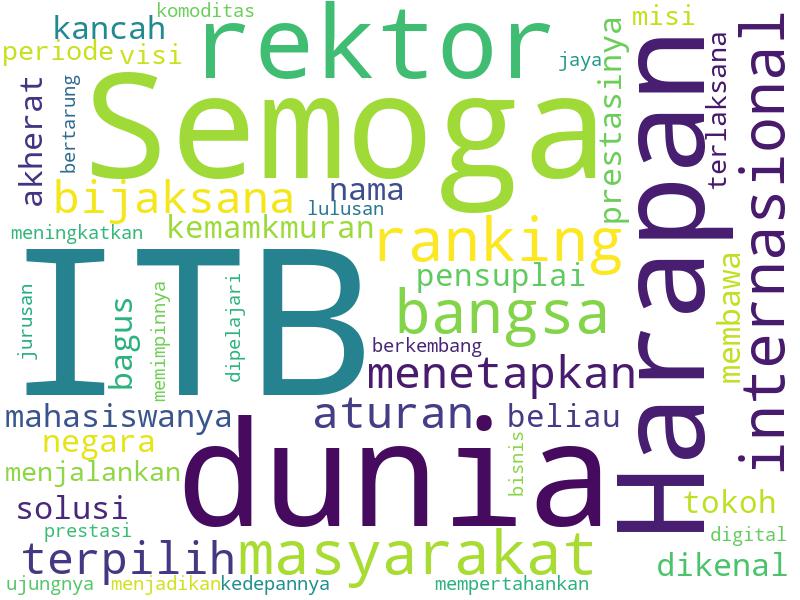 komoditas
misi
kancah
rektor
periode
visi
jaya
prestasinya
Harapan
terlaksana
internasional
akherat
bertarung
Semoga
bijaksana
nama
lulusan
meningkatkan
kemamkmuran
ranking
ITB
jurusan
bagus
memimpinnya
dipelajari
pensuplai
bangsa
membawa
berkembang
menetapkan
mahasiswanya
aturan
beliau
dunia
negara
bisnis
menjalankan
solusi
tokoh
prestasi
digital
terpilih
masyarakat
dikenal
ujungnya
menjadikan
kedepannya
mempertahankan